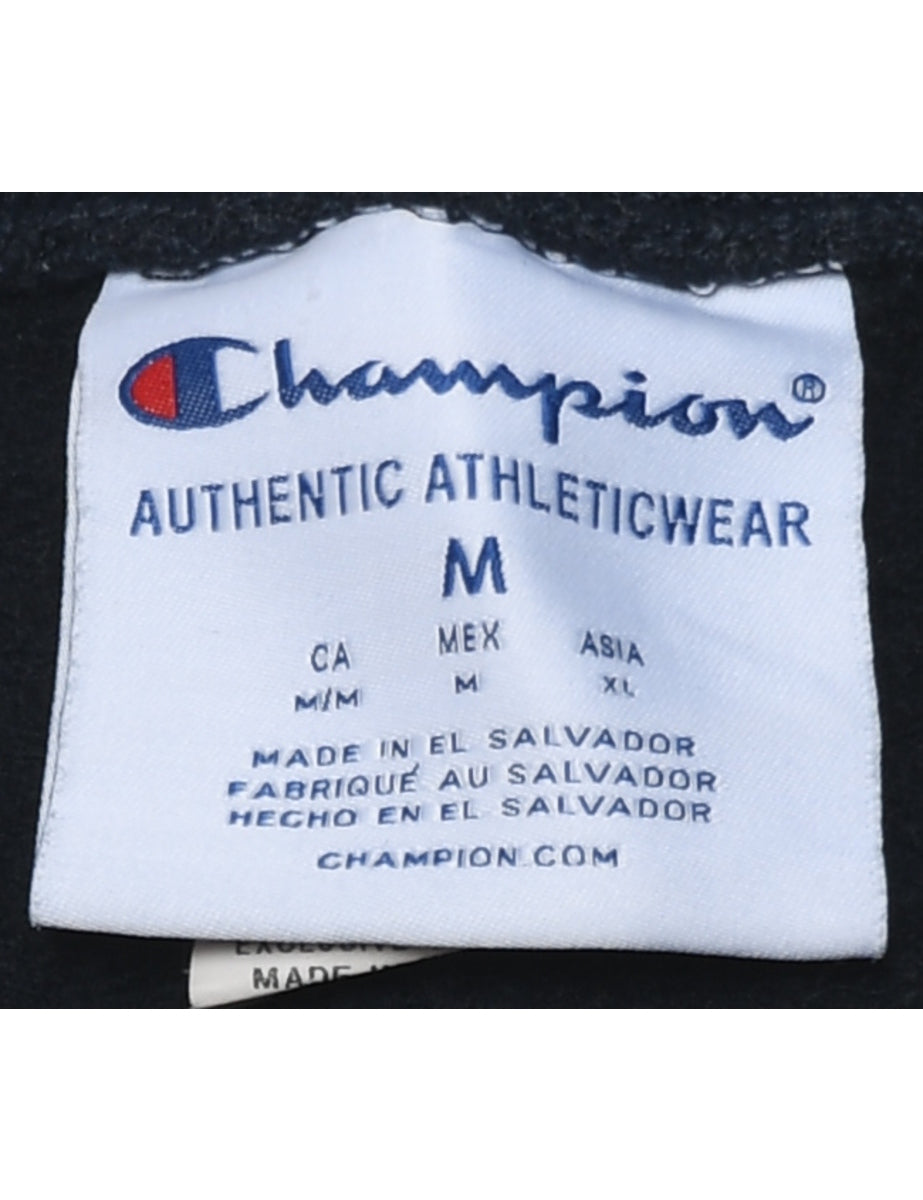 Champion®
AUTHENTIC ATHLETICWEAR
M
CA MEX ASIA
M/M M XL
MADE IN EL SALVADOR
FABRIQUÉ AU SALVADOR
HECHO EN EL SALVADOR
CHAMPION.COM
MADE